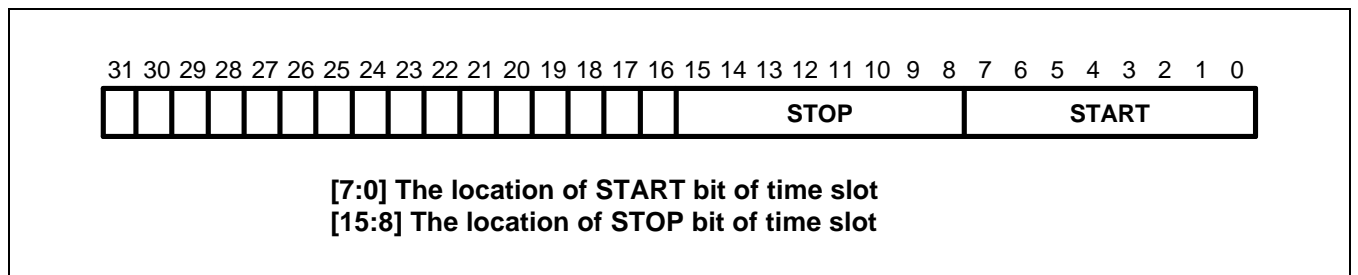 31 30 29 28 27 26 25 24 23 22 21 20 19 18 17 16 15 14 13 12 11 10 9 8 7 6 5 4 3 2 1 0
STOP START
[7:0] The location of START bit of time slot
[15:8] The location of STOP bit of time slot